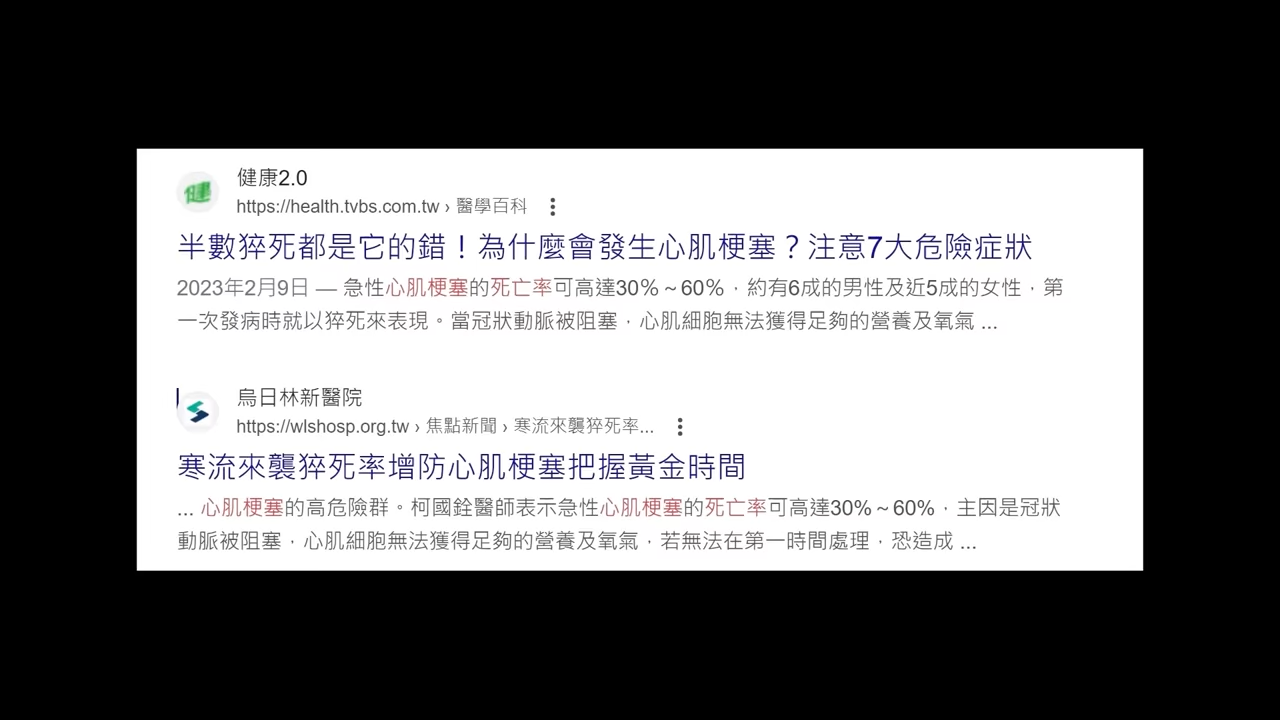 健康2.0
https://health.tvbs.com.tw › 醫學百科
半數猝死都是它的錯！為什麼會發生心肌梗塞？注意7大危險症狀
2023年2月9日 — 急性心肌梗塞的死亡率可高達30%～60%，約有6成的男性及近5成的女性，第
一次發病時就以猝死來表現。當冠狀動脈被阻塞，心肌細胞無法獲得足夠的營養及氧氣 ...
烏日林新醫院
https://wlshosp.org.tw › 焦點新聞 › 寒流來襲猝死率...
寒流來襲猝死率增防心肌梗塞把握黃金時間
... 心肌梗塞的高危險群。柯國銓醫師表示急性心肌梗塞的死亡率可高達30%～60%，主因是冠狀
動脈被阻塞，心肌細胞無法獲得足夠的營養及氧氣，若無法在第一時間處理，恐造成 ...